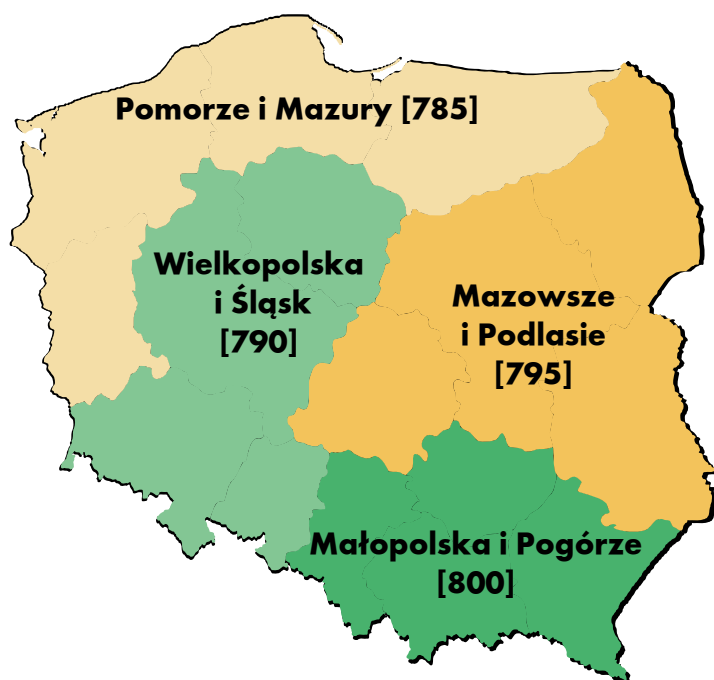 Pomorze i Mazury [785]
Wielkopolska
i Śląsk
[790]
Mazowsze
i Podlasie
[795]
Małopolska i Pogórze
[800]